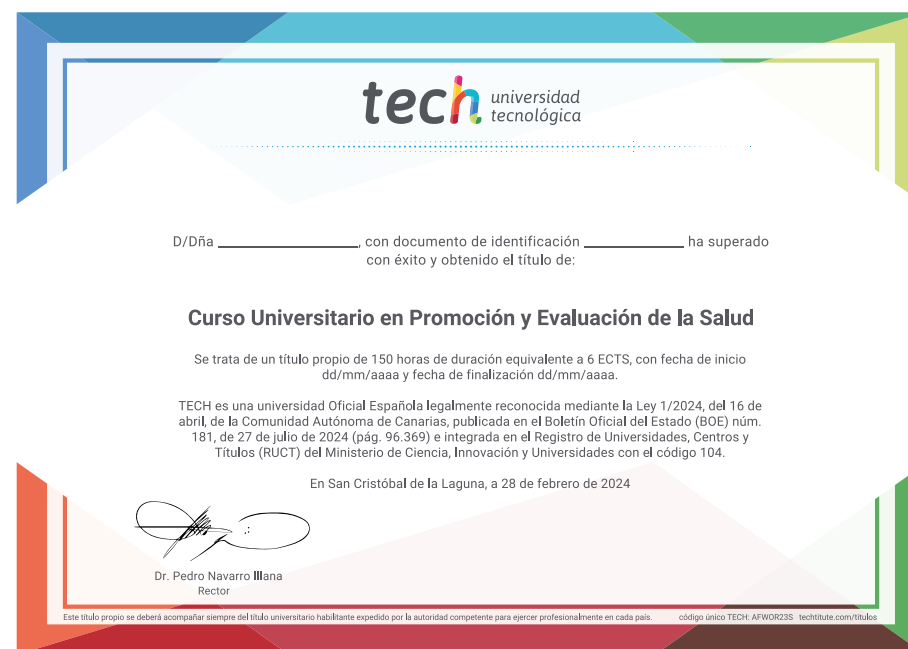 tech universidad
tecnológica
D/Dña ____________, con documento de identificación ____________ ha superado
con éxito y obtenido el título de:
Curso Universitario en Promoción y Evaluación de la Salud
Se trata de un título propio de 150 horas de duración equivalente a 6 ECTS, con fecha de inicio
dd/mm/aaaa y fecha de finalización dd/mm/aaaa.
TECH es una universidad Oficial Española legalmente reconocida mediante la Ley 1/2024, del 16 de
abril, de la Comunidad Autónoma de Canarias, publicada en el Boletín Oficial del Estado (BOE) núm.
181, de 27 de julio de 2024 (pág. 96.369) e integrada en el Registro de Universidades, Centros y
Títulos (RUCT) del Ministerio de Ciencia, Innovación y Universidades con el código 104.
En San Cristóbal de la Laguna, a 28 de febrero de 2024
Dr. Pedro Navarro Illana
Rector
Este título propio se deberá acompañar siempre del título universitario habilitante expedido por la autoridad competente para ejercer profesionalmente en cada país. código único TECH: AFWOR23S techtitute.com/titulos